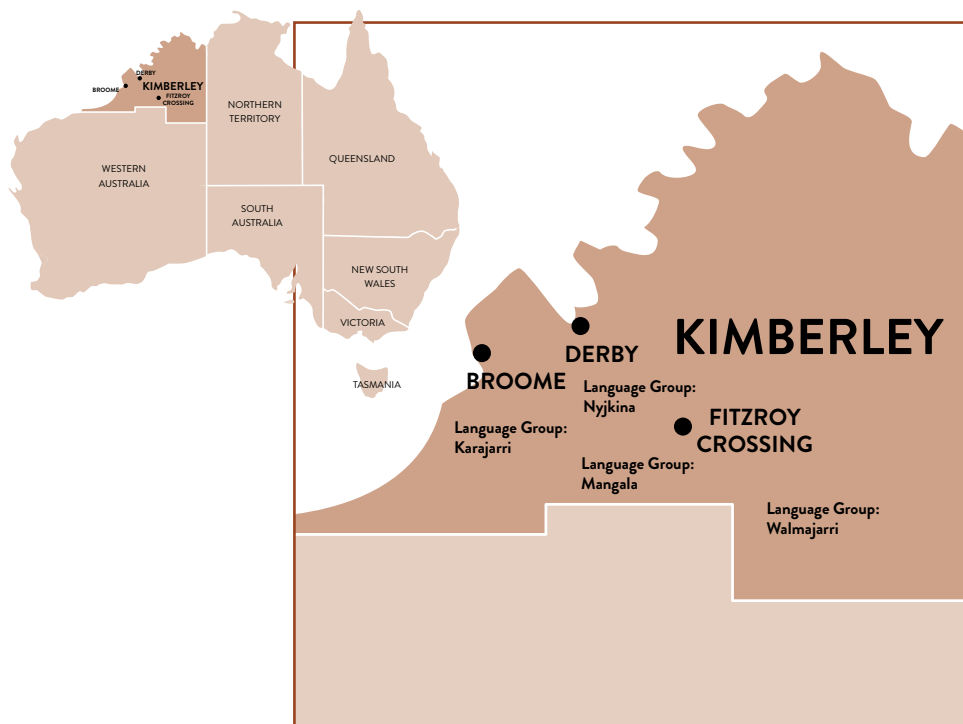 DERBY
BROOME
KIMBERLEY
FITZROY
CROSSING
NORTHERN
TERRITORY
QUEENSLAND
WESTERN
AUSTRALIA
SOUTH
AUSTRALIA
NEW SOUTH
WALES
VICTORIA
TASMANIA
KIMBERLEY
DERBY
BROOME
Language Group:
Nyjkina
FITZROY
CROSSING
Language Group:
Karajarri
Language Group:
Mangala
Language Group:
Walmajarri